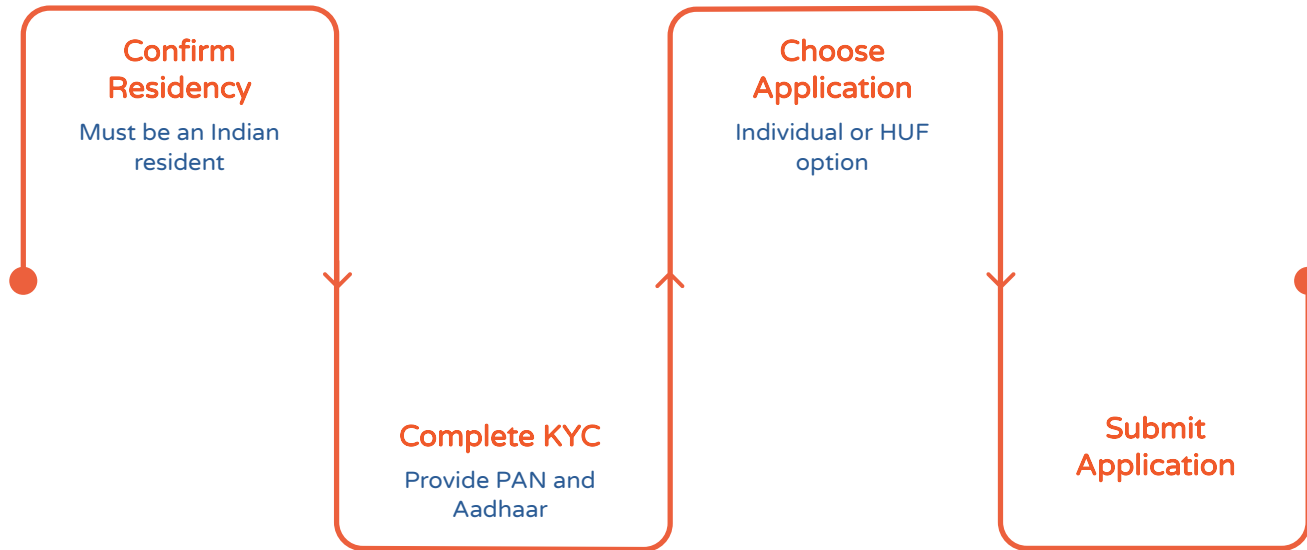 Confirm
Residency
Must be an Indian
resident
Complete KYC
Provide PAN and
Aadhaar
Choose
Application
Individual or HUF
option
Submit
Application